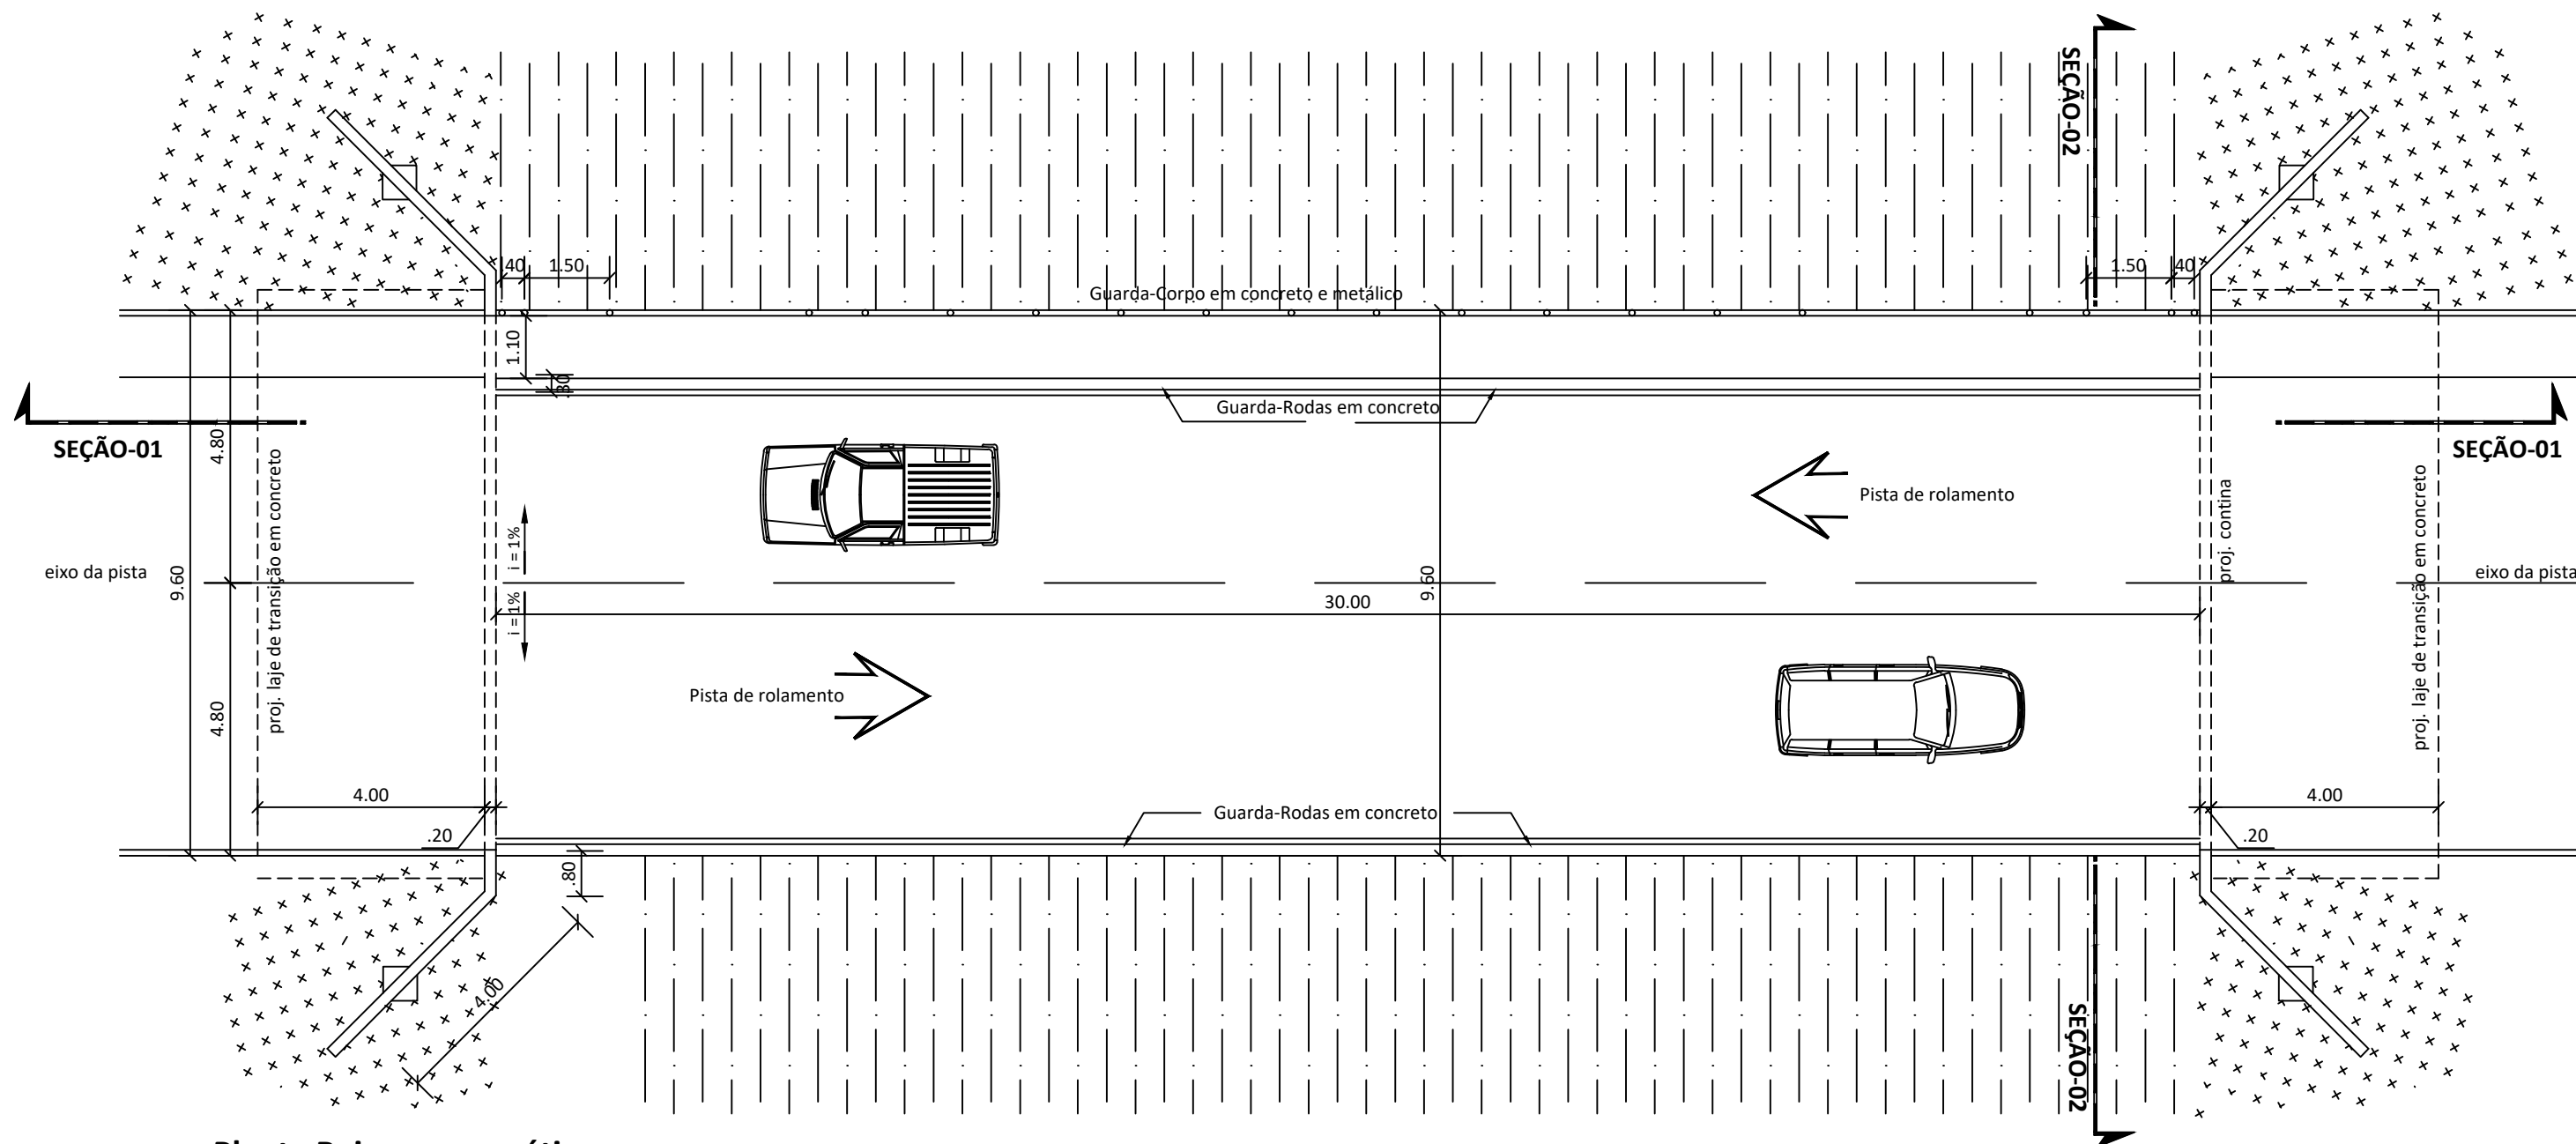 SEÇÃO-02
.40
1.50
1.50
.40
Guarda-Corpo em concreto e metálico
1.10
.30
Guarda-Rodas em concreto
SEÇÃO-01
SEÇÃO-01
4.80
proj. laje de transição em concreto
Pista de rolamento
proj. contina
proj. laje de transição em concreto
i = 1%
eixo da pista
9.60
9.60
eixo da pista
30.00
i = 1%
Pista de rolamento
4.80
4.00
4.00
Guarda-Rodas em concreto
.20
.20
.80
4.00
SEÇÃO-02